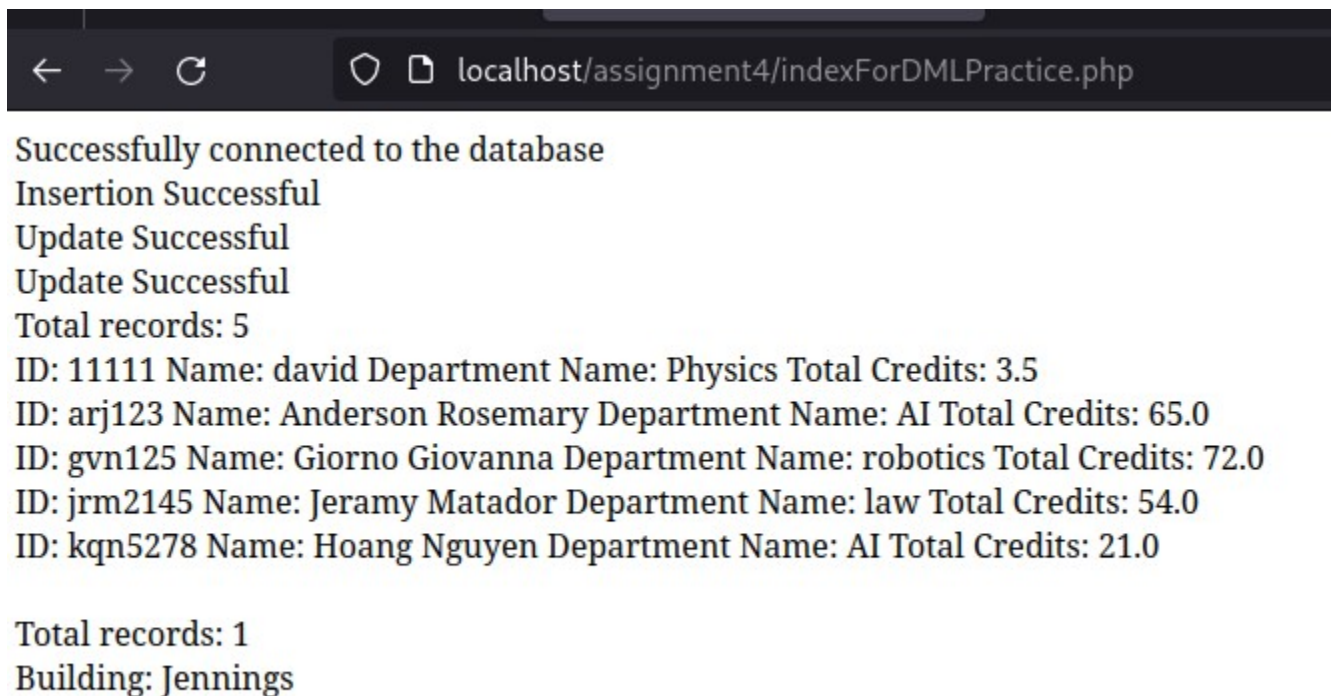 localhost/assignment4/indexForDMLPractice.php
Successfully connected to the database
Insertion Successful
Update Successful
Update Successful
Total records: 5
ID: 11111 Name: david Department Name: Physics Total Credits: 3.5
ID: arj123 Name: Anderson Rosemary Department Name: AI Total Credits: 65.0
ID: gvn125 Name: Giorno Giovanna Department Name: robotics Total Credits: 72.0
ID: jrm2145 Name: Jeramy Matador Department Name: law Total Credits: 54.0
ID: kqn5278 Name: Hoang Nguyen Department Name: AI Total Credits: 21.0
Total records: 1
Building: Jennings